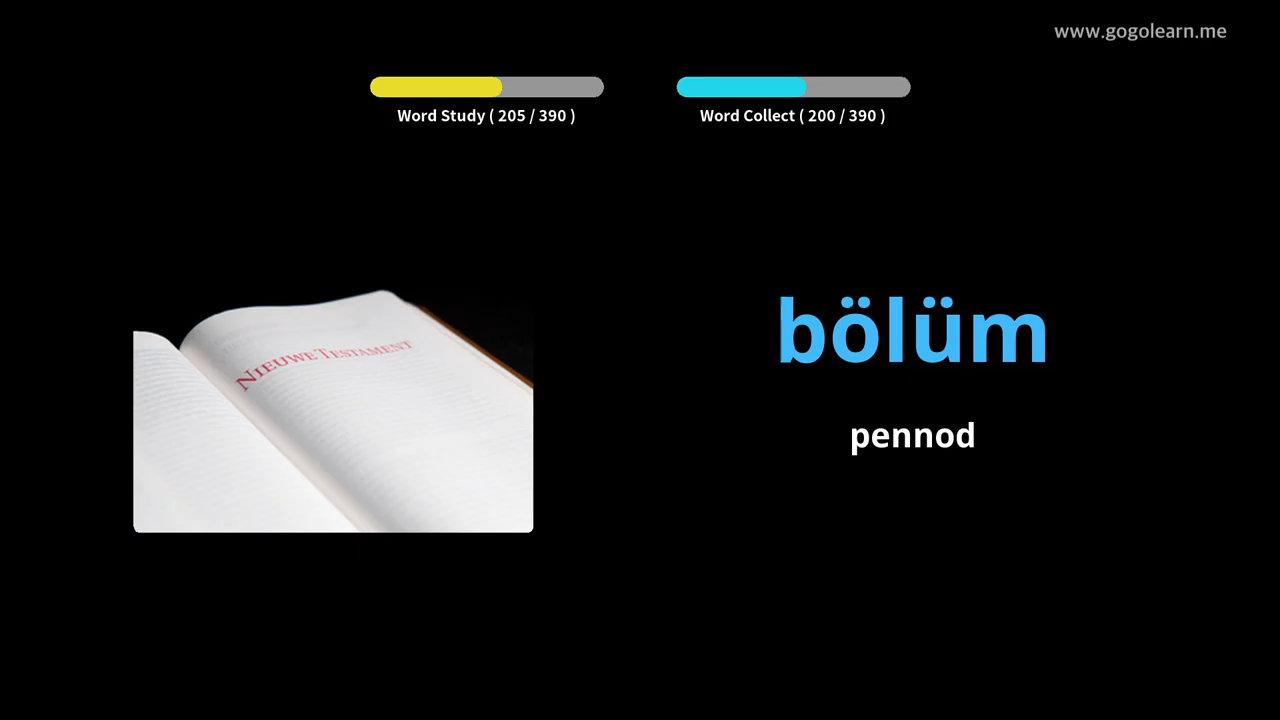 www.gogolearn.me
Word Study ( 205 / 390 )
Word Collect ( 200 / 390 )
NIEUWE TESTAMENT
bölüm
pennod